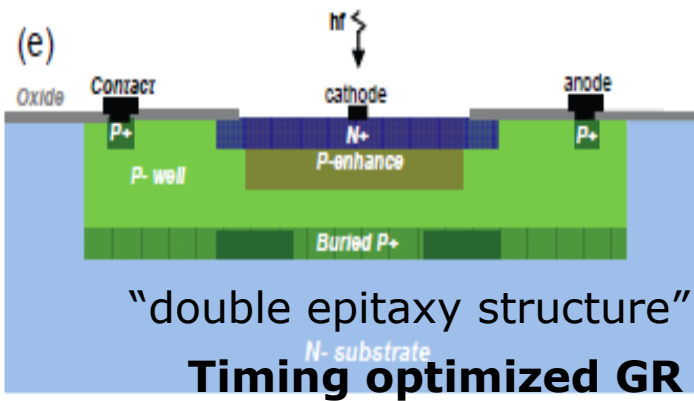 hf
(e)
Oxide
Contact
cathode
anode
P+
N+
P+
P- well
P-enhance
Buried P+
“double epitaxy structure”
N- substrate
Timing optimized GR